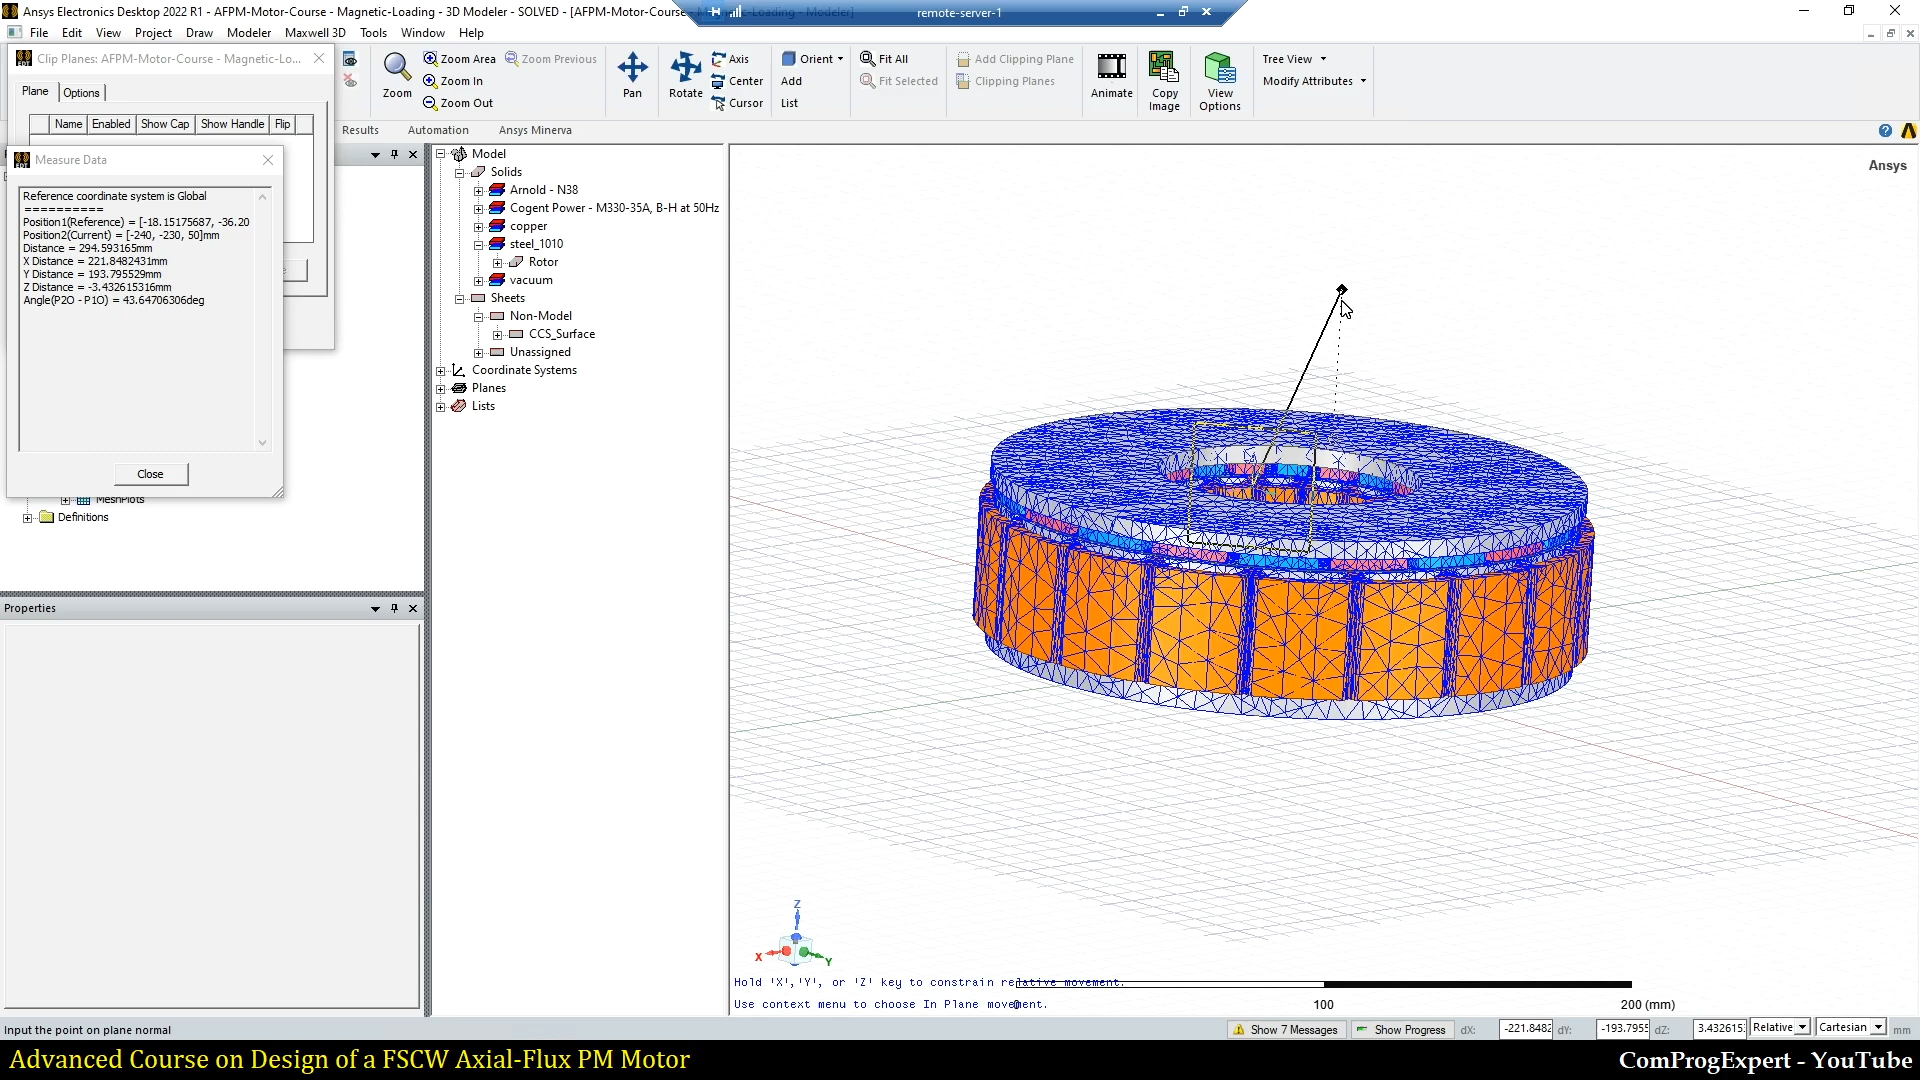 Ansys Electronics Desktop 2022 R1 - AFPM-Motor-Course - Magnetic-Loading - 3D Modeler - SOLVED - [AFPM-Motor-Course - Magnetic-Loading - Modeler]
remote-server-1
File Edit View Project Draw Modeler Maxwell 3D Tools Window Help
Clip Planes: AFPM-Motor-Course - Magnetic-Lo...
Plane Options
Name Enabled Show Cap Show Handle Flip
Zoom
Zoom Area
Zoom In
Zoom Out
Zoom Previous
Pan
Rotate
Axis
Center
Cursor
Orient
Add
List
Fit All
Fit Selected
Add Clipping Plane
Clipping Planes
Animate
Copy Image
View Options
Tree View
Modify Attributes
Results Automation Ansys Minerva
Measure Data
Reference coordinate system is Global
==========
Position1(Reference) = [-18.15175687, -36.20
Position2(Current) = [-240, -230, 50]mm
Distance = 294.593165mm
X Distance = 221.8482431mm
Y Distance = 193.795529mm
Z Distance = -3.432615316mm
Angle(P2O - P1O) = 43.64706306deg
Close
MeshPlots
Definitions
Properties
Model
Solids
Arnold - N38
Cogent Power - M330-35A, B-H at 50Hz
copper
steel_1010
Rotor
vacuum
Sheets
Non-Model
CCS_Surface
Unassigned
Coordinate Systems
Planes
Lists
Ansys
Z
X
Y
Hold 'X','Y', or 'Z' key to constrain relative movement.
Use context menu to choose In Plane movement.
0 100 200 (mm)
Input the point on plane normal
Show 7 Messages Show Progress dX: -221.8482 dY: -193.7955 dZ: 3.432615: Relative Cartesian mm
Advanced Course on Design of a FSCW Axial-Flux PM Motor
ComProgExpert - YouTube